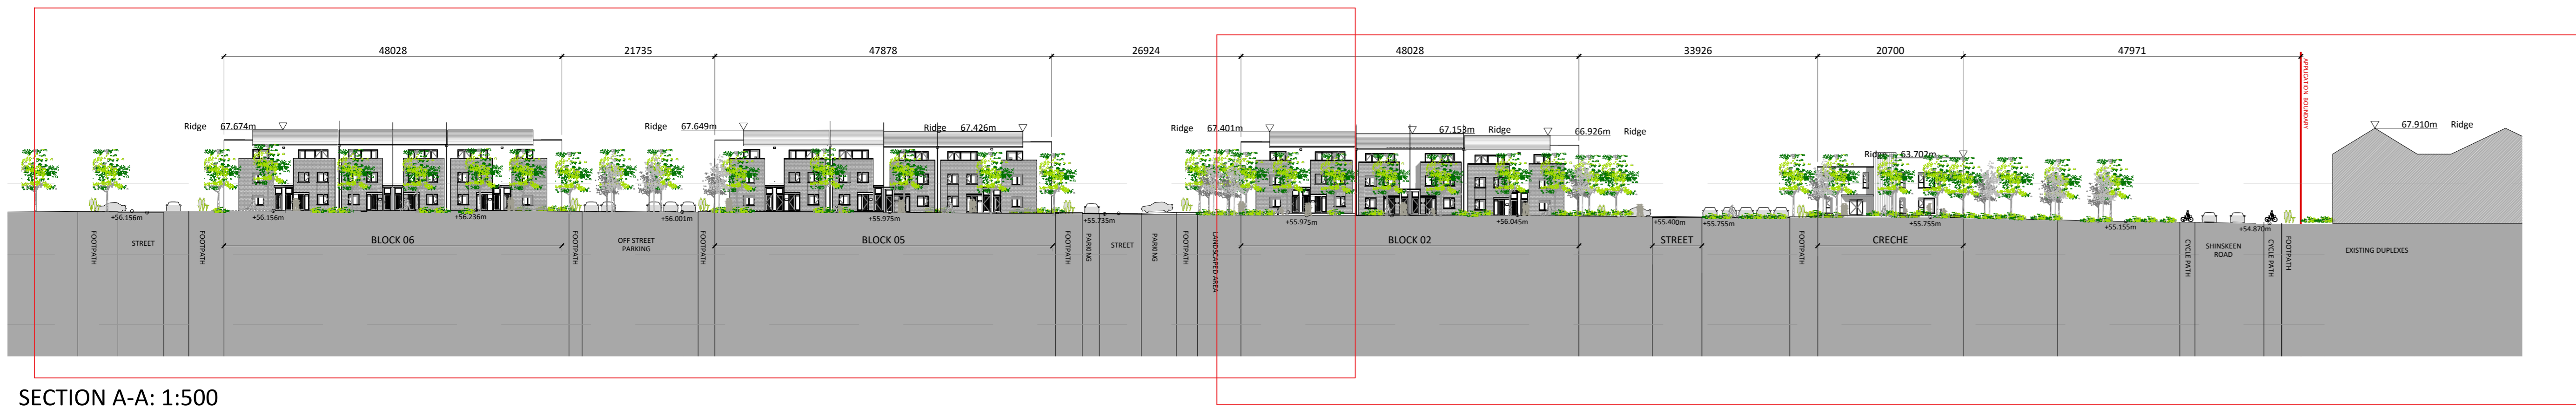 48028
21735
47878
26924
48028
33926
20700
47971
APPLICATION BOUNDARY
Ridge 67.674m
Ridge 67.649m
Ridge 67.426m
Ridge 67.401m
67.153m Ridge
66.926m Ridge
Ridge 63.702m
67.910m Ridge
+56.156m
+56.156m
+56.236m
+56.001m
+55.975m
+55.735m
+55.975m
+56.045m
+55.400m
+55.755m
+55.755m
+55.155m
+54.870m
FOOTPATH
STREET
FOOTPATH
BLOCK 06
FOOTPATH
OFF STREET
PARKING
FOOTPATH
BLOCK 05
FOOTPATH
PARKING
STREET
PARKING
FOOTPATH
LANDSCAPED AREA
BLOCK 02
STREET
FOOTPATH
CRECHE
CYCLE PATH
SHINSKEEN
ROAD
CYCLE PATH
FOOTPATH
EXISTING DUPLEXES
SECTION A-A: 1:500